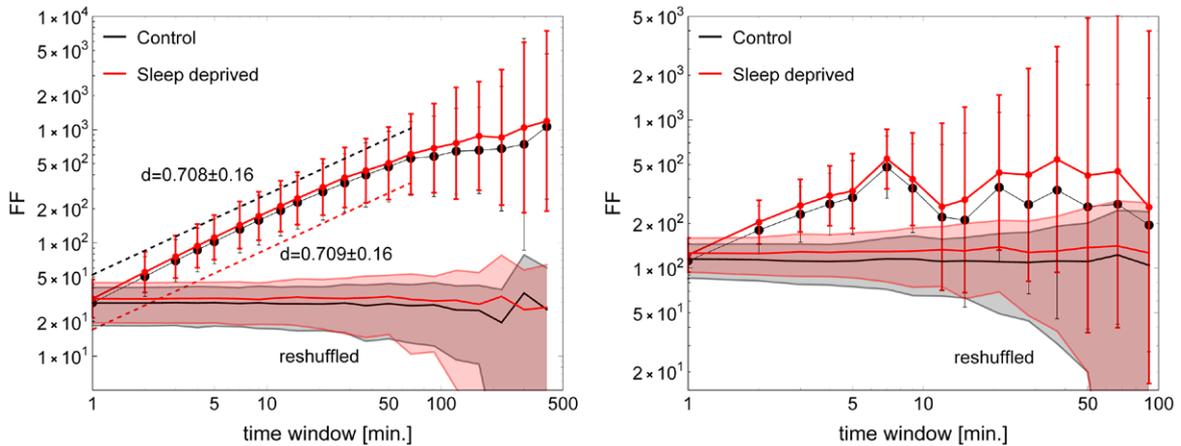 1 × 10⁴
5 × 10³
2 × 10³
1 × 10³
5 × 10²
2 × 10²
1 × 10²
5 × 10¹
2 × 10¹
1 × 10¹
FF
Control
Sleep deprived
d=0.708±0.16
d=0.709±0.16
reshuffled
1 5 10 50 100 500
time window [min.]
5 × 10³
2 × 10³
1 × 10³
5 × 10²
2 × 10²
1 × 10²
5 × 10¹
2 × 10¹
FF
Control
Sleep deprived
reshuffled
1 5 10 50 100
time window [min.]